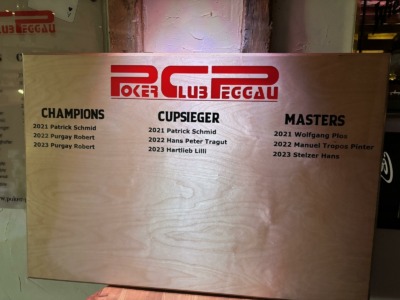 POKER CLUB PEGGAU
CHAMPIONS
2021 Patrick Schmid
2022 Purgay Robert
2023 Purgay Robert
CUPSIEGER
2021 Patrick Schmid
2022 Hans Peter Tragut
2023 Hartlieb Lilli
MASTERS
2021 Wolfgang Plos
2022 Manuel Tropos Pinter
2023 Stelzer Hans